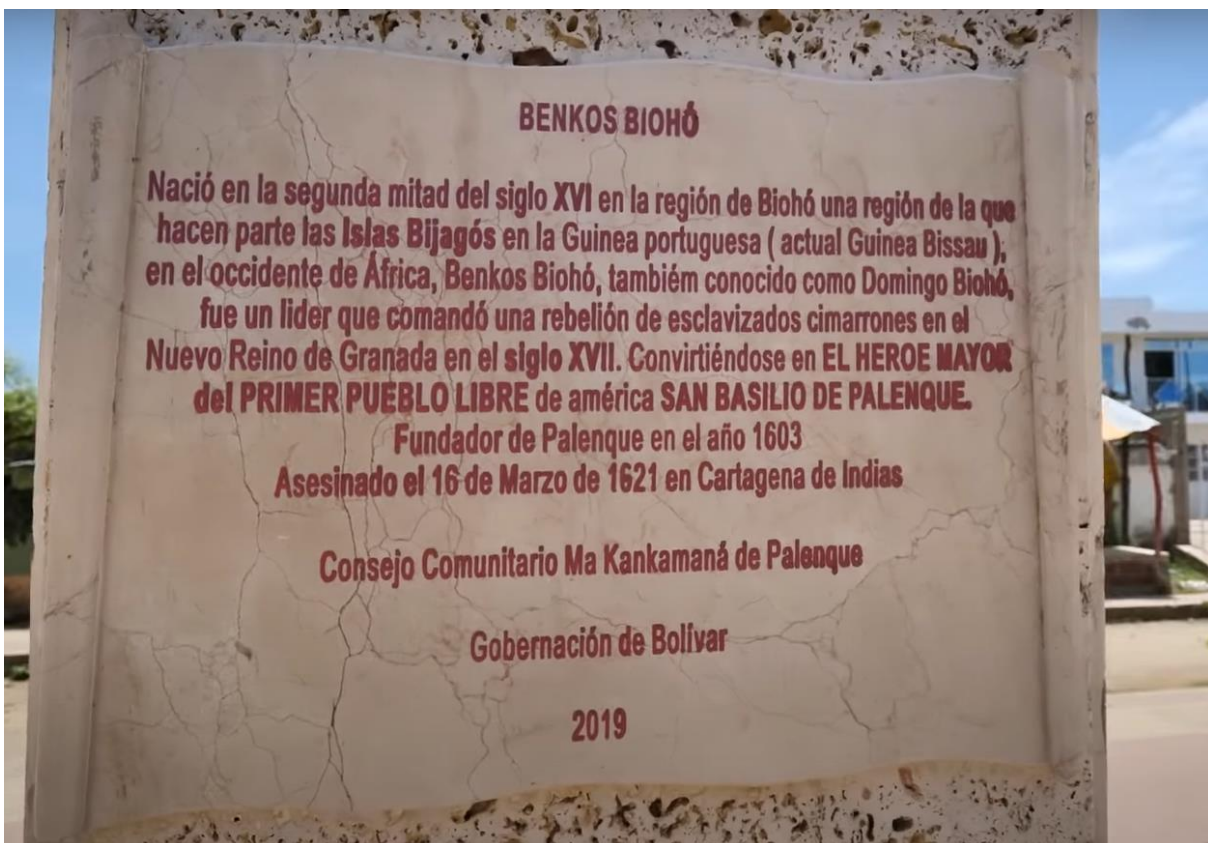 BENKOS BIOHÓ
Nació en la segunda mitad del siglo XVI en la región de Biohó una región de la que
hacen parte las Islas Bijagós en la Guinea portuguesa ( actual Guinea Bissau ),
en el occidente de África, Benkos Biohó, tambiém conocido como Domingo Biohó,
fue un lider que comandó una rebelión de esclavizados cimarrones en el
Nuevo Reino de Granada en el siglo XVII. Convirtiéndose en EL HEROE MAYOR
del PRIMER PUEBLO LIBRE de américa SAN BASILIO DE PALENQUE.
Fundador de Palenque en el año 1603
Asesinado el 16 de Marzo de 1621 en Cartagena de Indias
Consejo Comunitario Ma Kankamaná de Palenque
Gobernación de Bolívar
2019